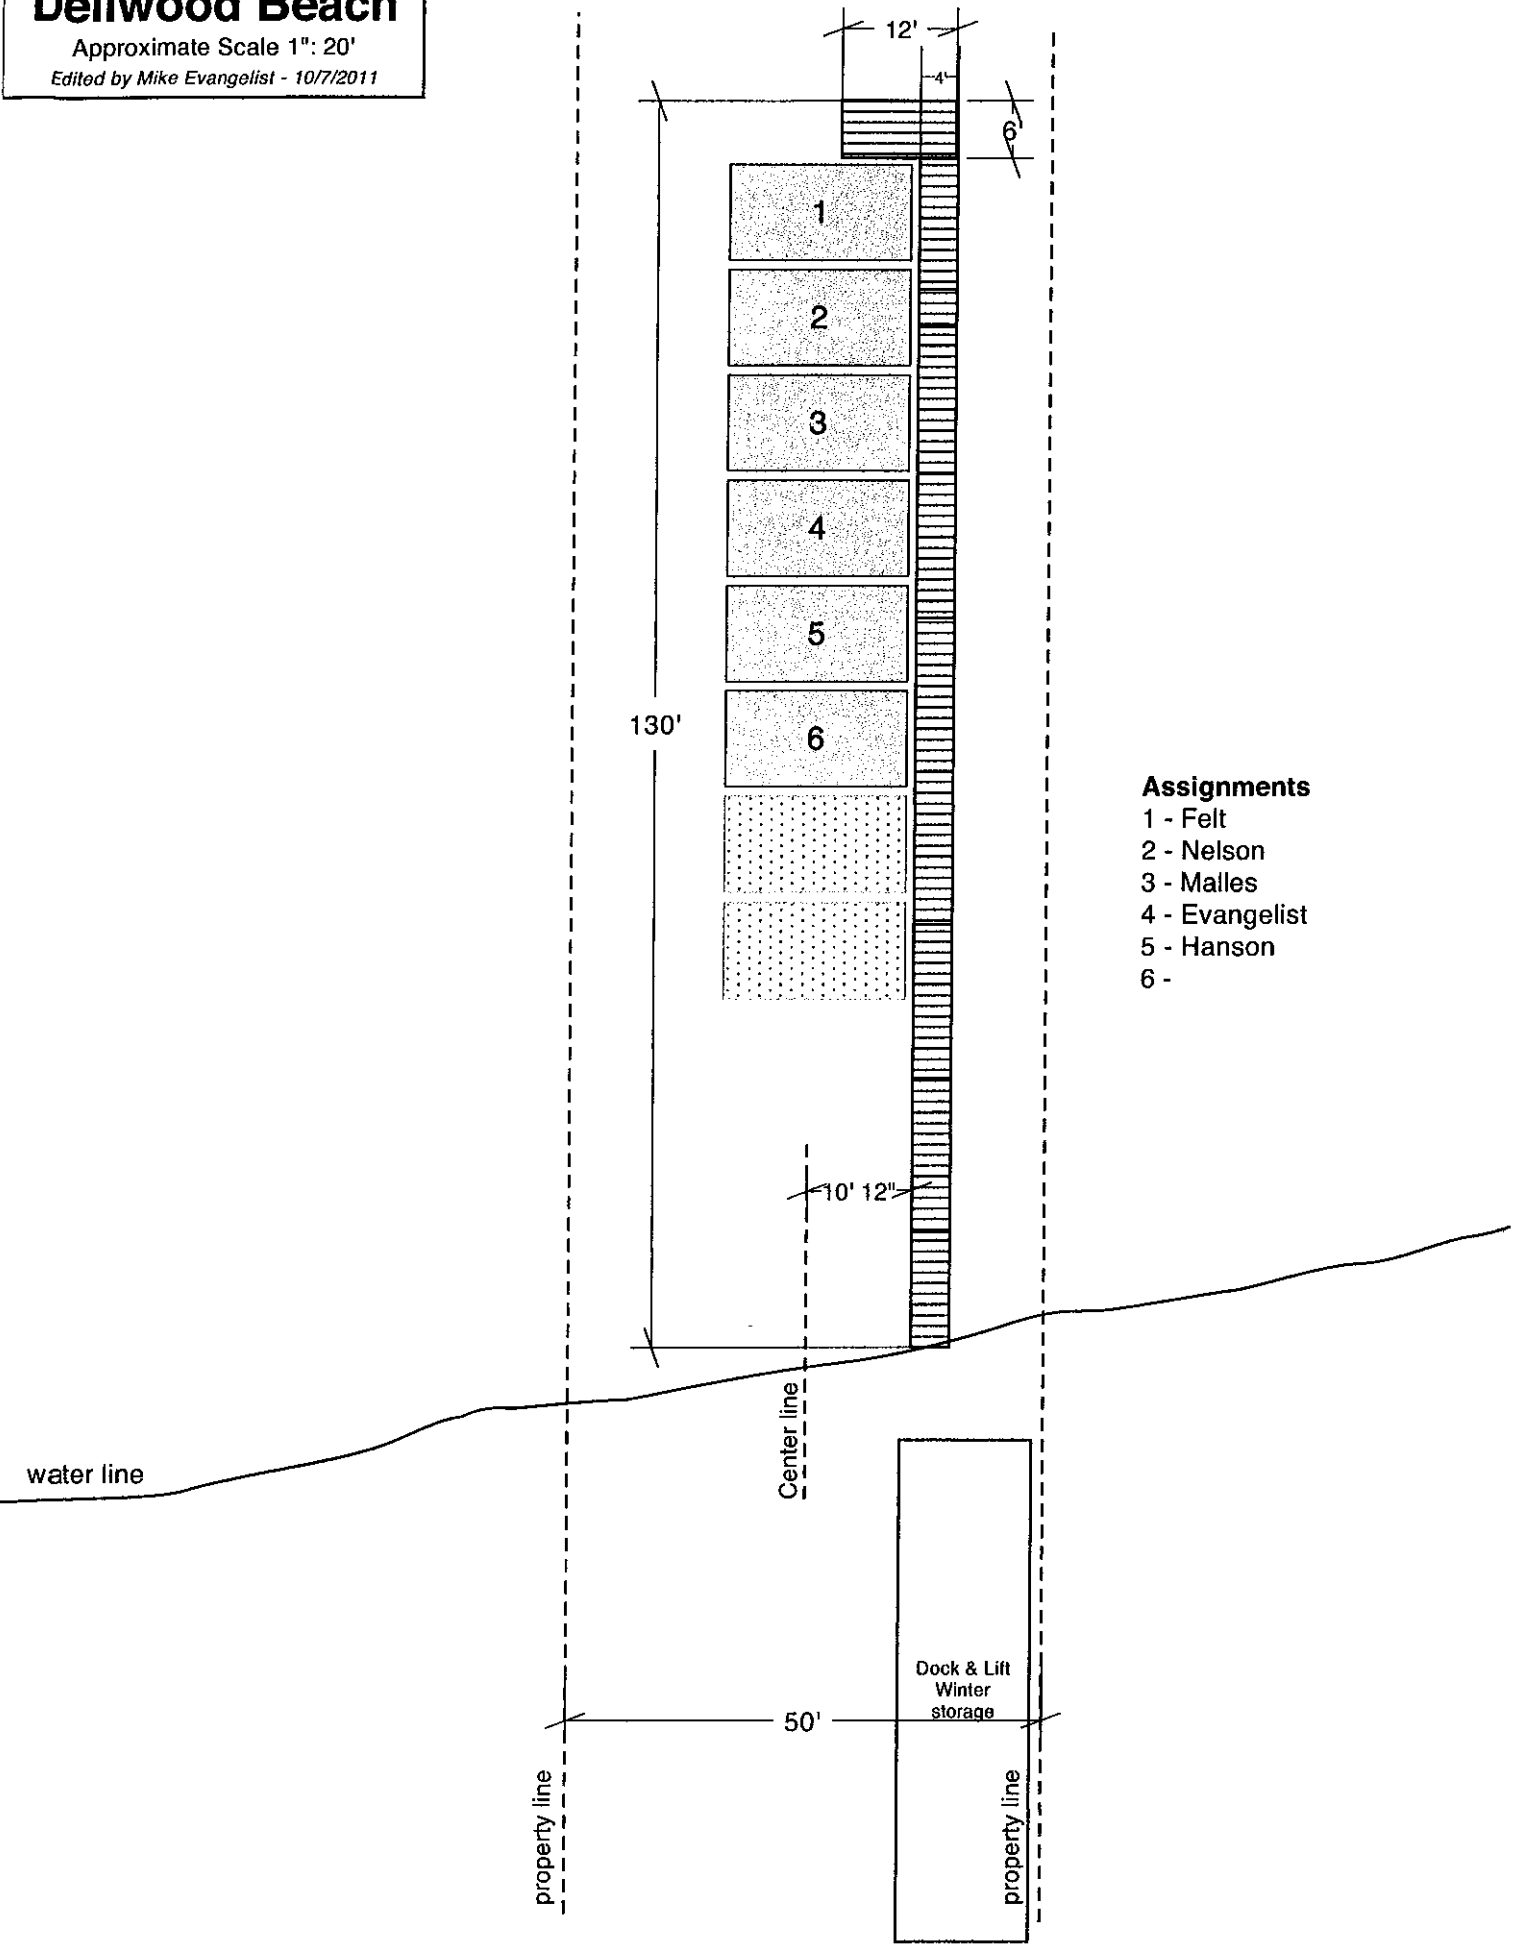 Dellwood Beach
Approximate Scale 1": 20'
Edited by Mike Evangelist - 10/7/2011
12'
4'
6'
1
2
3
4
5
6
130'
Assignments
1 - Felt
2 - Nelson
3 - Malles
4 - Evangelist
5 - Hanson
6 -
10' 12"
Center line
water line
Dock & Lift
Winter
storage
50'
property line
property line